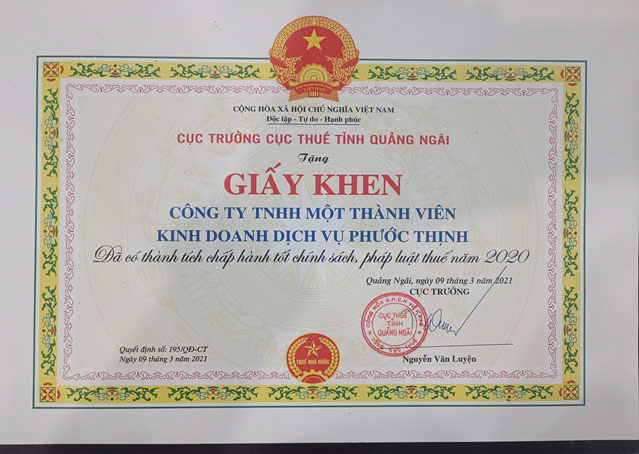 CỘNG HÒA XÃ HỘI CHỦ NGHĨA VIỆT NAM
Độc lập - Tự do - Hạnh phúc
CỤC TRƯỞNG CỤC THUẾ TỈNH QUẢNG NGÃI
Tặng
GIẤY KHEN
CÔNG TY TNHH MỘT THÀNH VIÊN
KINH DOANH DỊCH VỤ PHƯỚC THỊNH
Đã có thành tích chấp hành tốt chính sách, pháp luật thuế năm 2020
Quảng Ngãi, ngày 09 tháng 3 năm 2021
CỤC TRƯỞNG
CỤC THUẾ
TỈNH
QUẢNG NGÃI
Quyết định số: 195/QĐ-CT
Ngày 09 tháng 3 năm 2021
THUẾ NHÀ NƯỚC
Nguyễn Văn Luyện